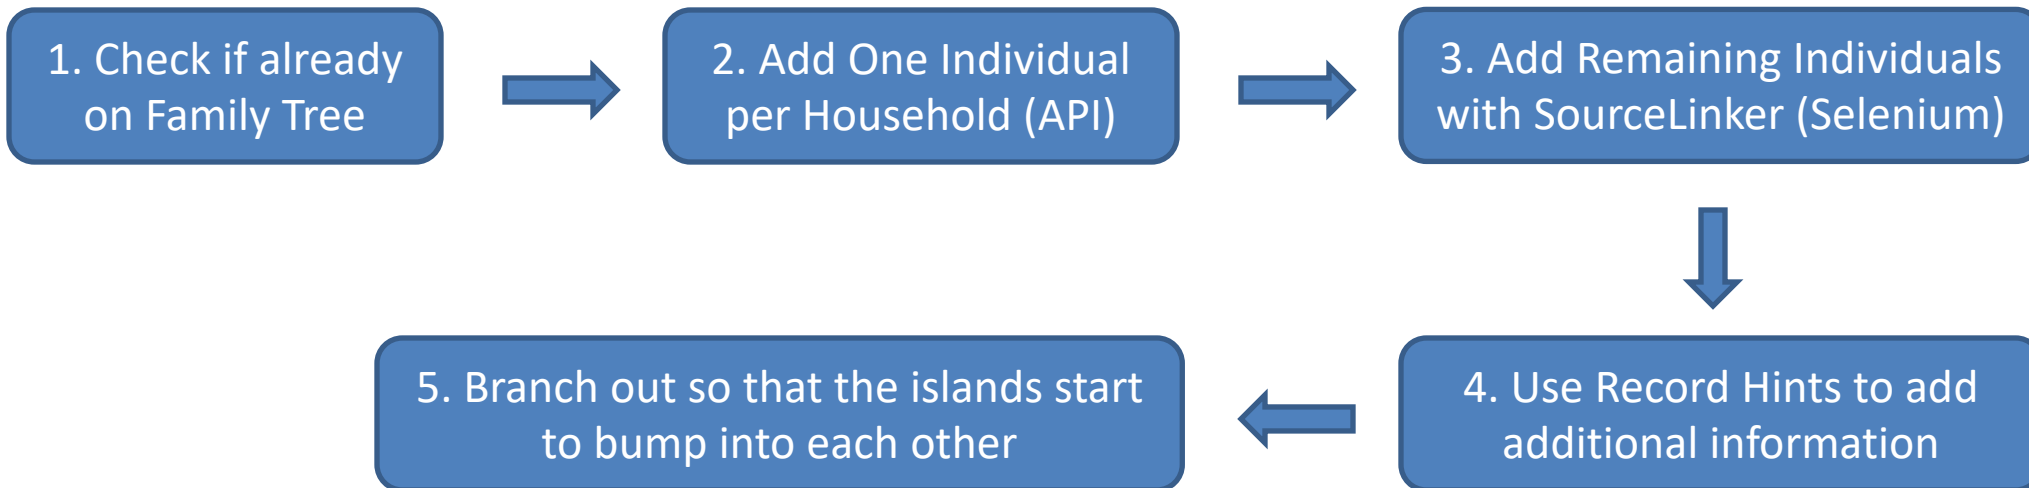 1. Check if already
on Family Tree
2. Add One Individual
per Household (API)
3. Add Remaining Individuals
with SourceLinker (Selenium)
4. Use Record Hints to add
additional information
5. Branch out so that the islands start
to bump into each other